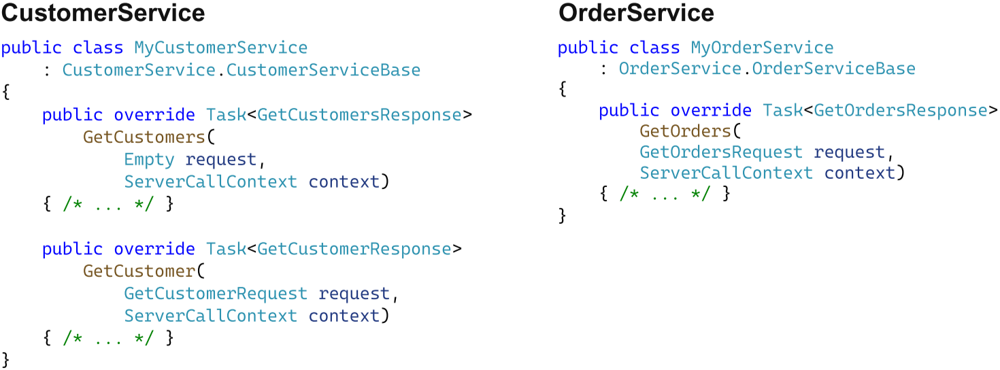 CustomerService
public class MyCustomerService
    : CustomerService.CustomerServiceBase
{
    public override Task<GetCustomersResponse>
        GetCustomers(
            Empty request,
            ServerCallContext context)
    { /* ... */ }

    public override Task<GetCustomerResponse>
        GetCustomer(
            GetCustomerRequest request,
            ServerCallContext context)
    { /* ... */ }
}
OrderService
public class MyOrderService
    : OrderService.OrderServiceBase
{
    public override Task<GetOrdersResponse>
        GetOrders(
        GetOrdersRequest request,
        ServerCallContext context)
    { /* ... */ }
}